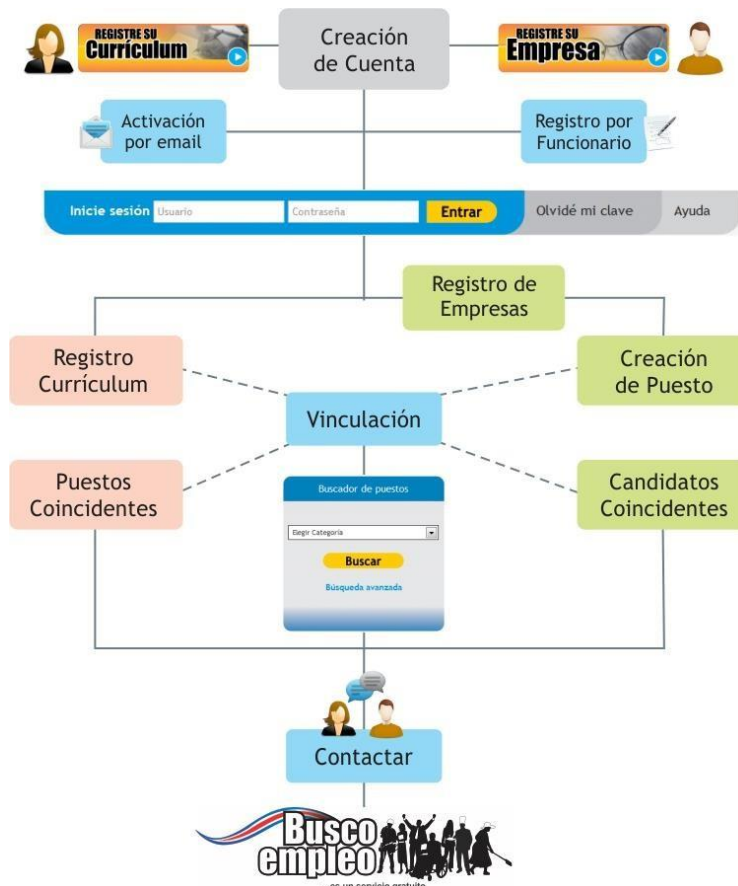 REGISTRE SU
Currículum
Creación
de Cuenta
REGISTRE SU
Empresa
Activación
por email
Registro por
Funcionario
Inicie sesión Usuario Contraseña Entrar Olvidé mi clave Ayuda
Registro de
Empresas
Registro
Currículum
Creación
de Puesto
Vinculación
Puestos
Coincidentes
Buscador de puestos
Elegir Categoría
Buscar
Búsqueda avanzada
Candidatos
Coincidentes
Contactar
Busco
empleo
es un servicio gratuito